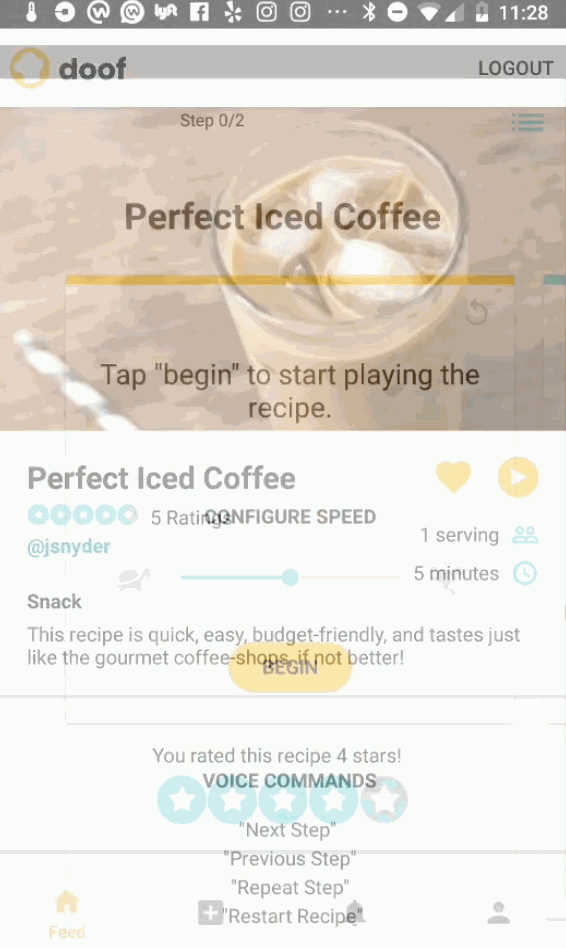 11:28
doof
LOGOUT
Step 0/2
Perfect Iced Coffee
Tap "begin" to start playing the
recipe.
Perfect Iced Coffee
5 Ratings
CONFIGURE SPEED
@jsnyder
1 serving
5 minutes
Snack
This recipe is quick, easy, budget-friendly, and tastes just
like the gourmet coffee-shops, if not better!
BEGIN
You rated this recipe 4 stars!
VOICE COMMANDS
"Next Step"
"Previous Step"
"Repeat Step"
"Restart Recipe"
Feed